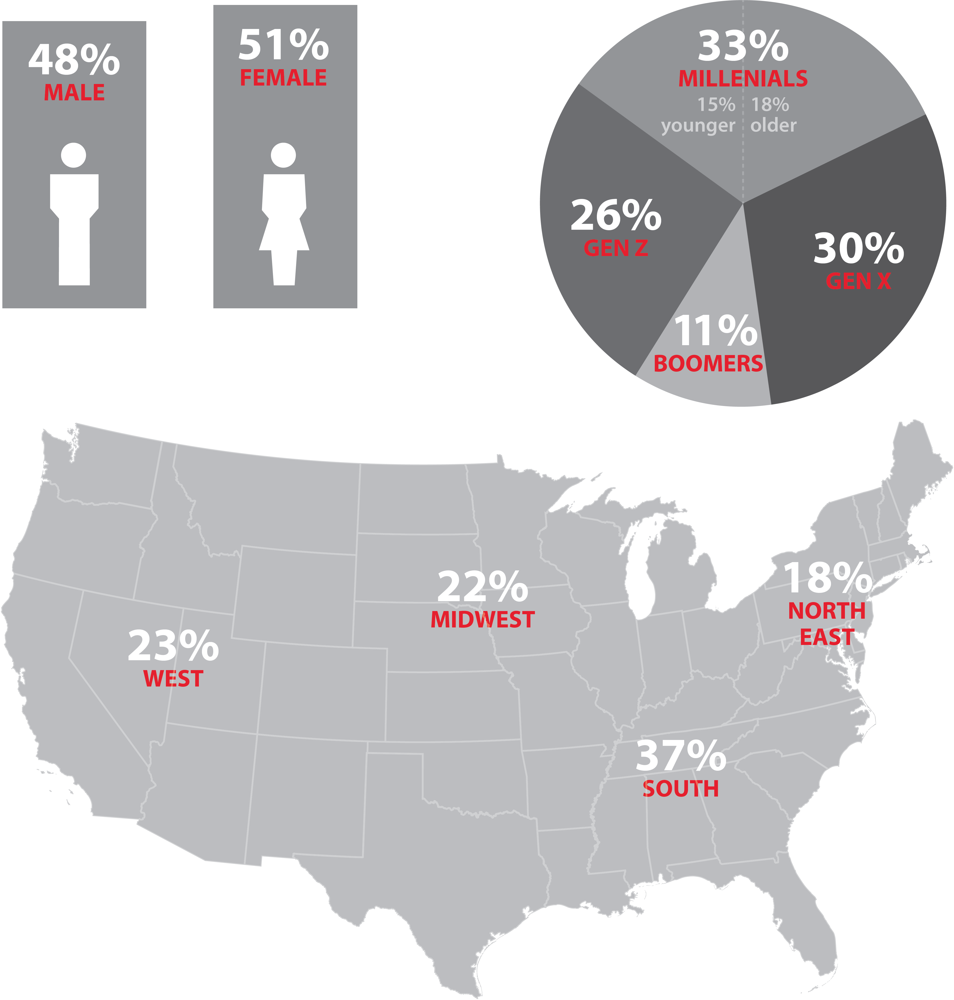 48%
MALE
51%
FEMALE
33%
MILLENIALS
15% 18%
younger older
26%
GEN Z
30%
GEN X
11%
BOOMERS
22%
MIDWEST
18%
NORTH
EAST
23%
WEST
37%
SOUTH